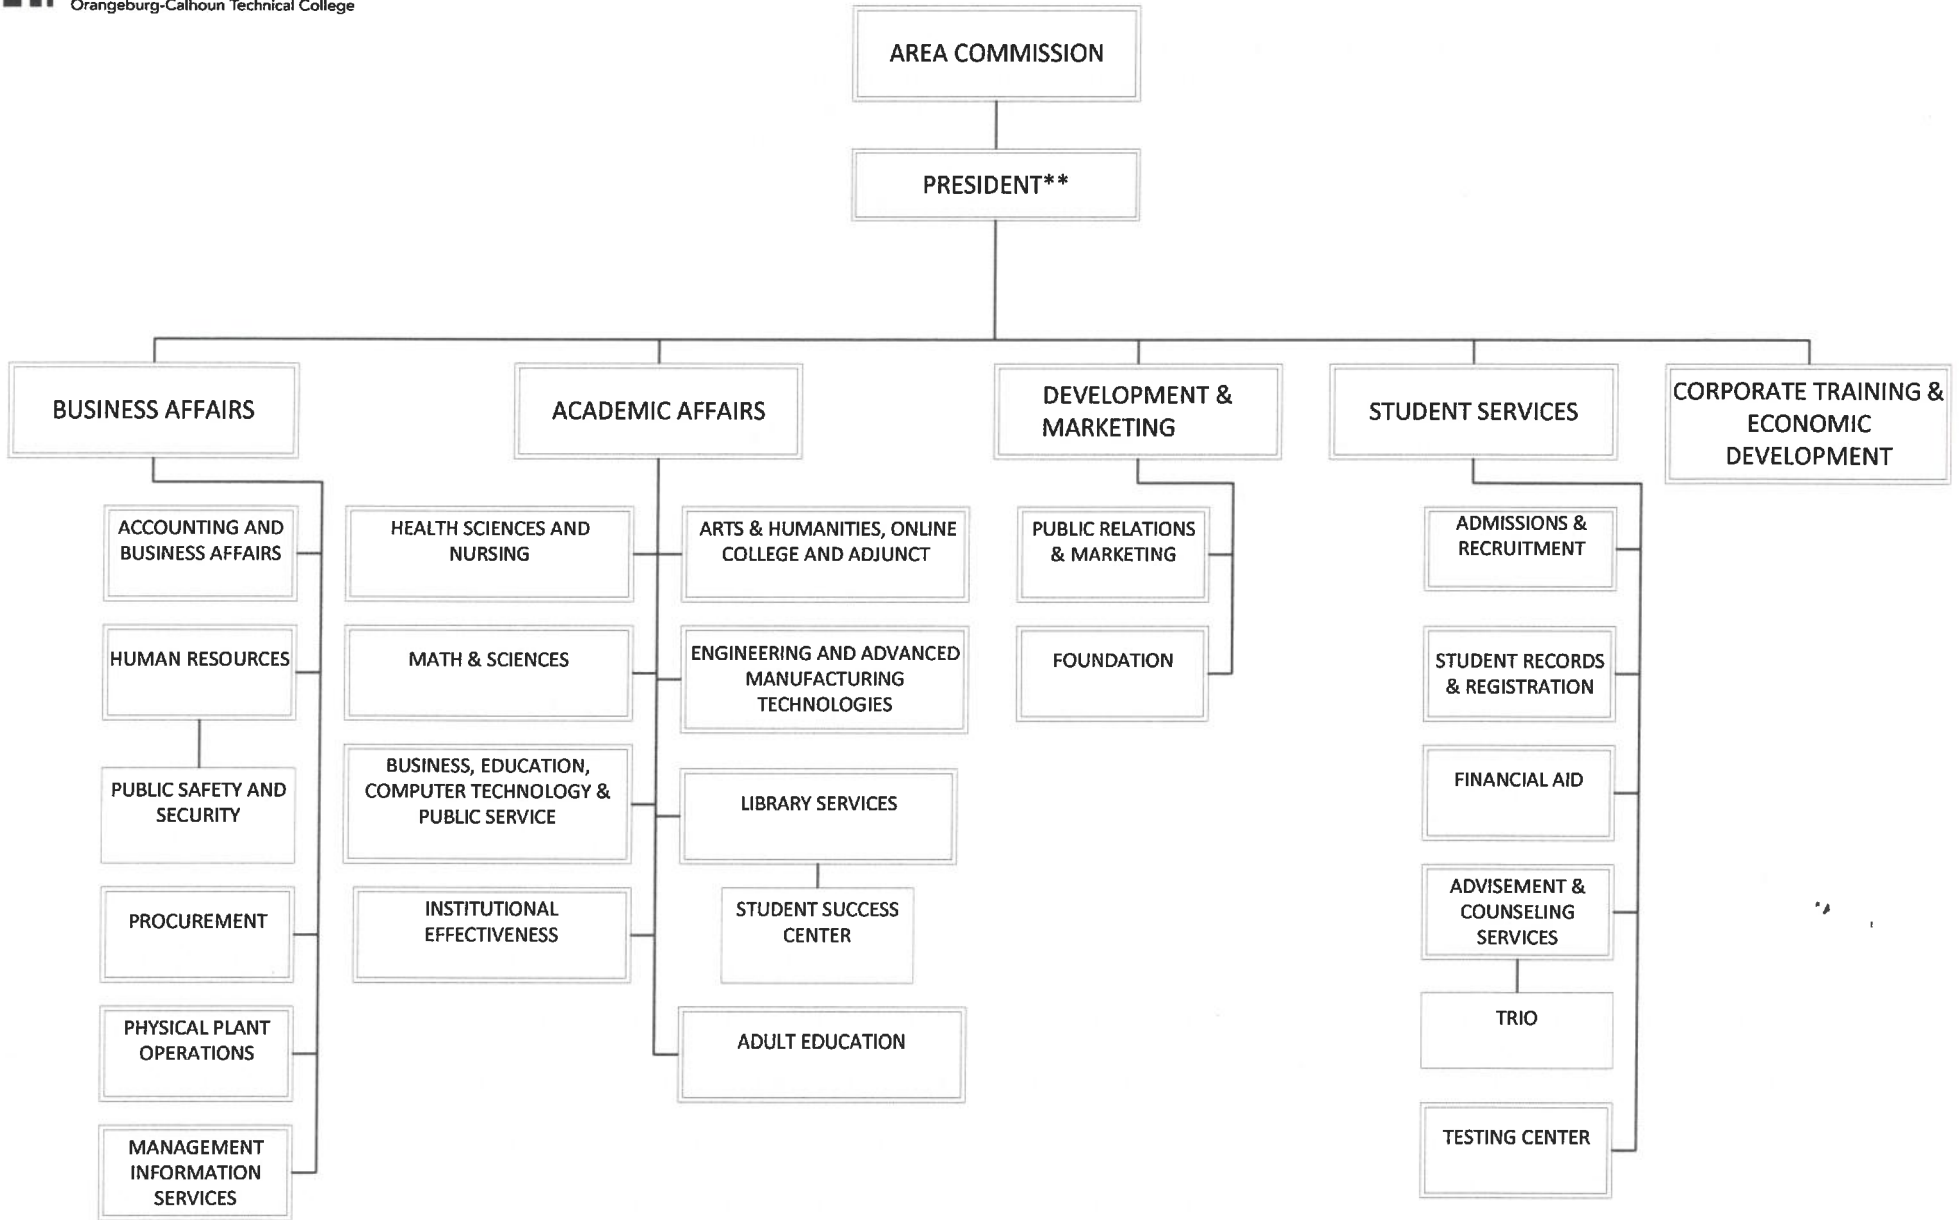 Orangeburg-Calhoun Technical College
AREA COMMISSION
PRESIDENT**
BUSINESS AFFAIRS
ACADEMIC AFFAIRS
DEVELOPMENT &
MARKETING
STUDENT SERVICES
CORPORATE TRAINING &
ECONOMIC
DEVELOPMENT
ACCOUNTING AND
BUSINESS AFFAIRS
HUMAN RESOURCES
PUBLIC SAFETY AND
SECURITY
PROCUREMENT
PHYSICAL PLANT
OPERATIONS
MANAGEMENT
INFORMATION
SERVICES
HEALTH SCIENCES AND
NURSING
MATH & SCIENCES
BUSINESS, EDUCATION,
COMPUTER TECHNOLOGY &
PUBLIC SERVICE
INSTITUTIONAL
EFFECTIVENESS
ARTS & HUMANITIES, ONLINE
COLLEGE AND ADJUNCT
ENGINEERING AND ADVANCED
MANUFACTURING
TECHNOLOGIES
LIBRARY SERVICES
STUDENT SUCCESS
CENTER
ADULT EDUCATION
PUBLIC RELATIONS
& MARKETING
FOUNDATION
ADMISSIONS &
RECRUITMENT
STUDENT RECORDS
& REGISTRATION
FINANCIAL AID
ADVISEMENT &
COUNSELING
SERVICES
TRIO
TESTING CENTER